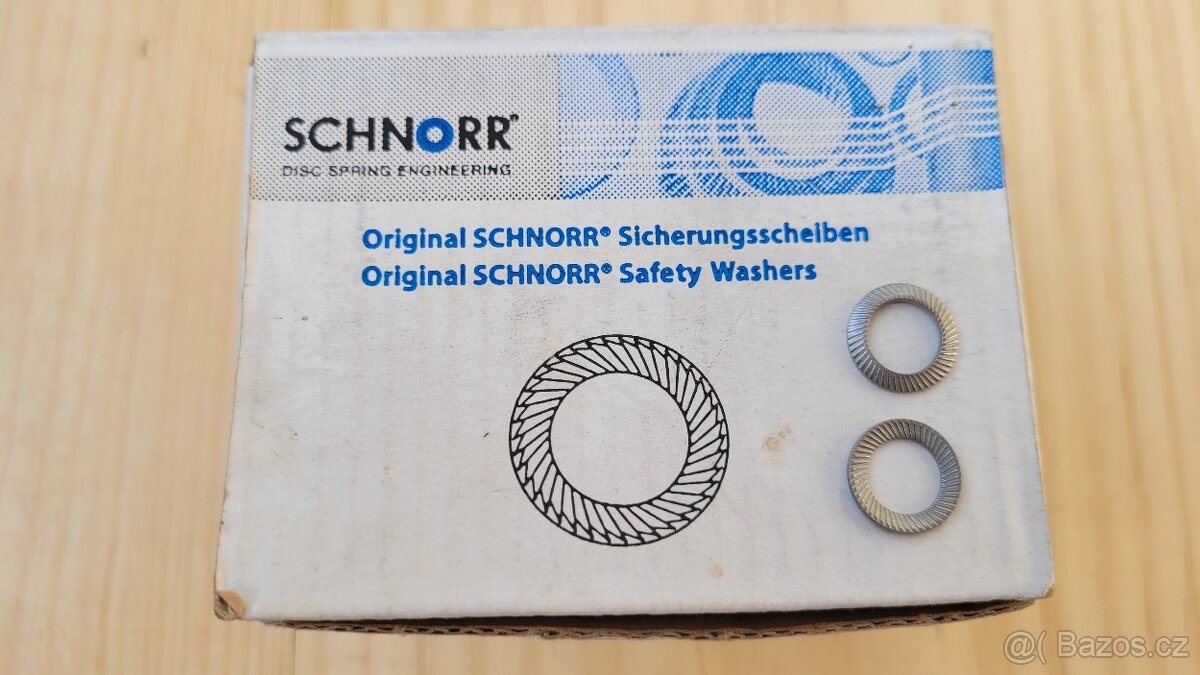 SCHNORR®
DISC SPRING ENGINEERING
Original SCHNORR® Sicherungsscheiben
Original SCHNORR® Safety Washers
@( Bazos.cz